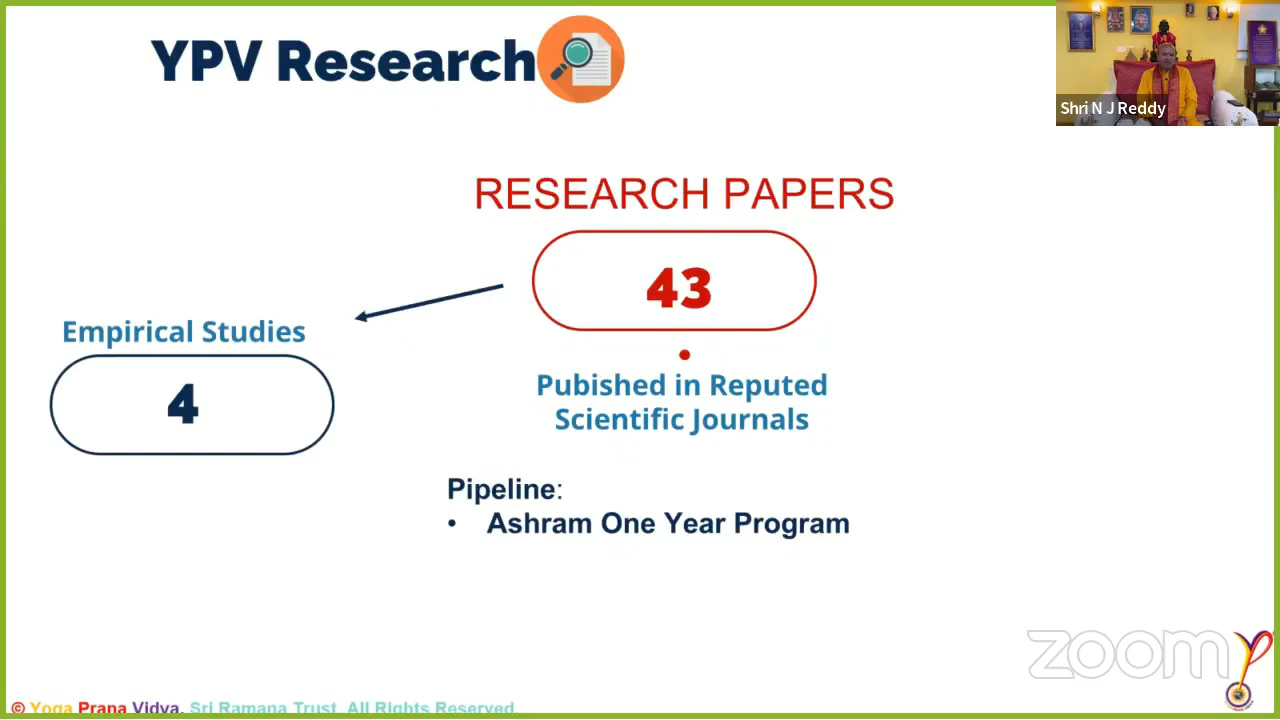 YPV Research
Shri N J Reddy
RESEARCH PAPERS
43
Empirical Studies
4
Pubished in Reputed
Scientific Journals
Pipeline:
• Ashram One Year Program
zoom
© Yoga Prana Vidya, Sri Ramana Trust, All Rights Reserved